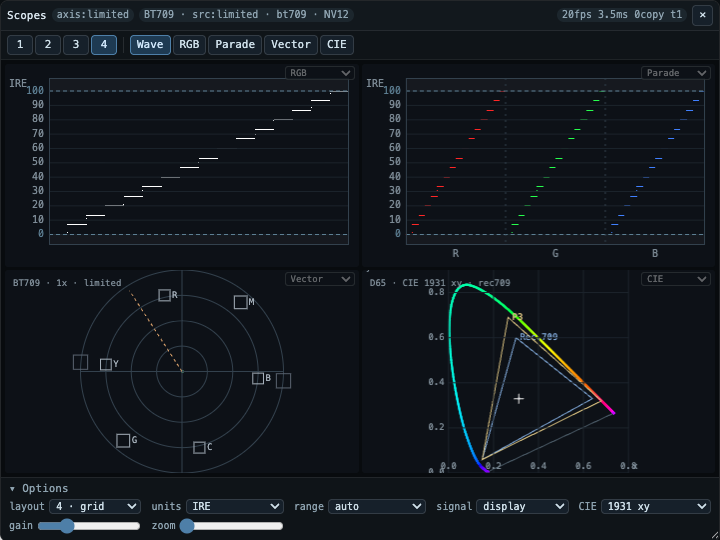 Scopes axis:limited BT709 · src:limited · bt709 · NV12 20fps 3.5ms 0copy t1 ×
1 2 3 4 Wave RGB Parade Vector CIE
IRE RGB
100
90
80
70
60
50
40
30
20
10
0
IRE Parade
100
90
80
70
60
50
40
30
20
10
0
R G B
BT709 · 1x · limited Vector
R
M
Y
B
G
C
D65 · CIE 1931 xy · rec709 CIE
0.8
P3
Rec 709
0.6
0.4
0.2
0.0
0.0 0.2 0.4 0.6 0.8
x
▾ Options
layout 4 · grid units IRE range auto signal display CIE 1931 xy
gain zoom